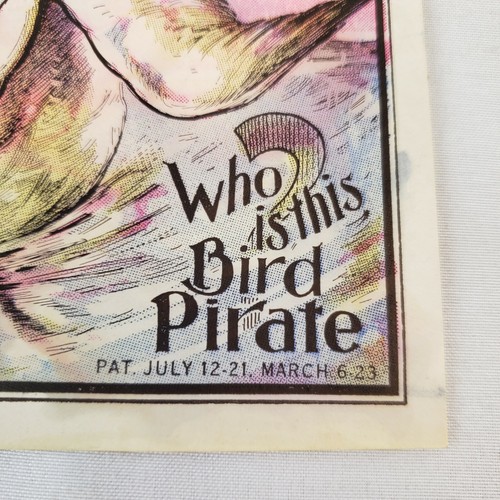 Who is this
Bird
Pirate
?
PAT. JULY 12-21. MARCH 6-23